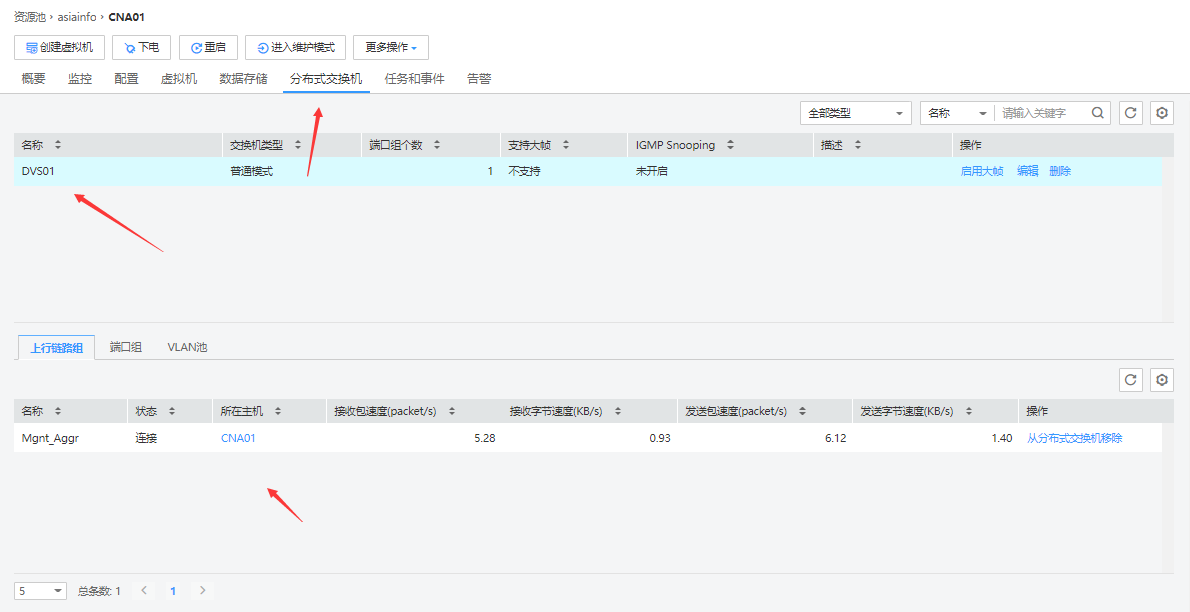 资源池 › asiainfo › CNA01
创建虚拟机 下电 重启 进入维护模式 更多操作
概要 监控 配置 虚拟机 数据存储 分布式交换机 任务和事件 告警
全部类型 名称 请输入关键字
名称 交换机类型 端口组个数 支持大帧 IGMP Snooping 描述 操作
DVS01 普通模式 1 不支持 未开启 启用大帧 编辑 删除
上行链路组 端口组 VLAN池
名称 状态 所在主机 接收包速度(packet/s) 接收字节速度(KB/s) 发送包速度(packet/s) 发送字节速度(KB/s) 操作
Mgnt_Aggr 连接 CNA01 5.28 0.93 6.12 1.40 从分布式交换机移除
5 总条数: 1 1